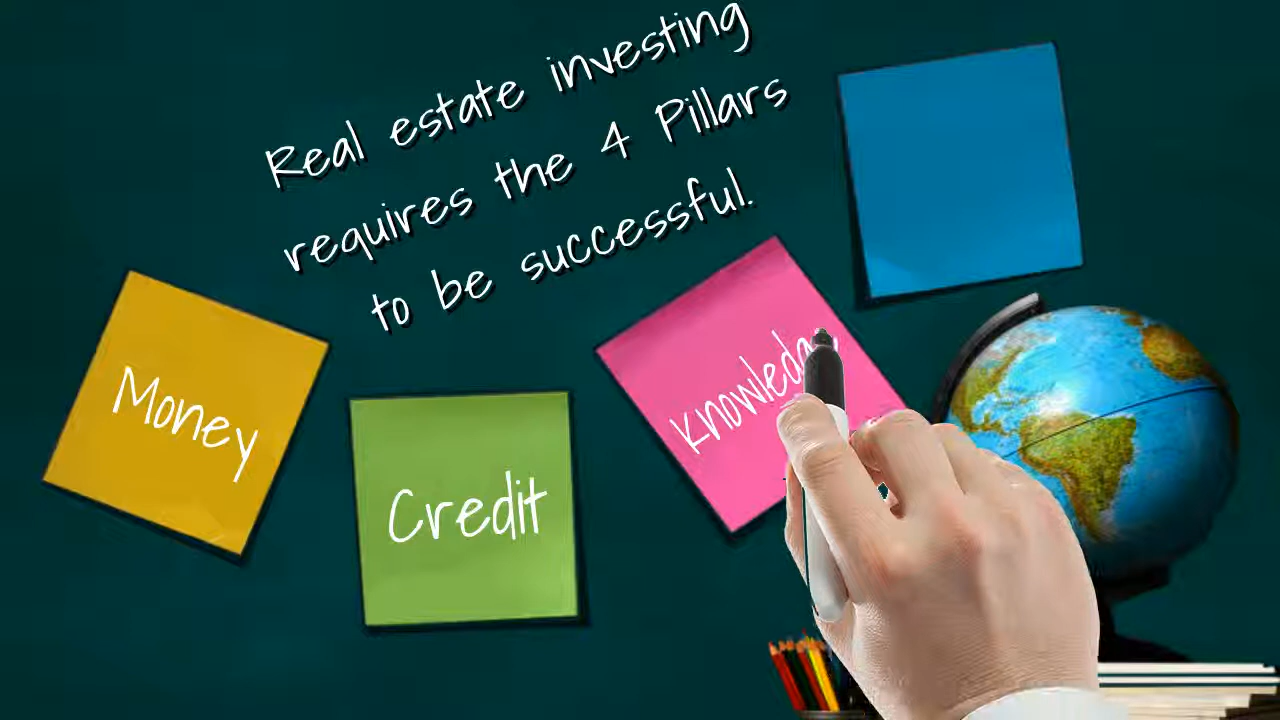 Real estate investing
requires the 4 Pillars
to be successful.
Money
Credit